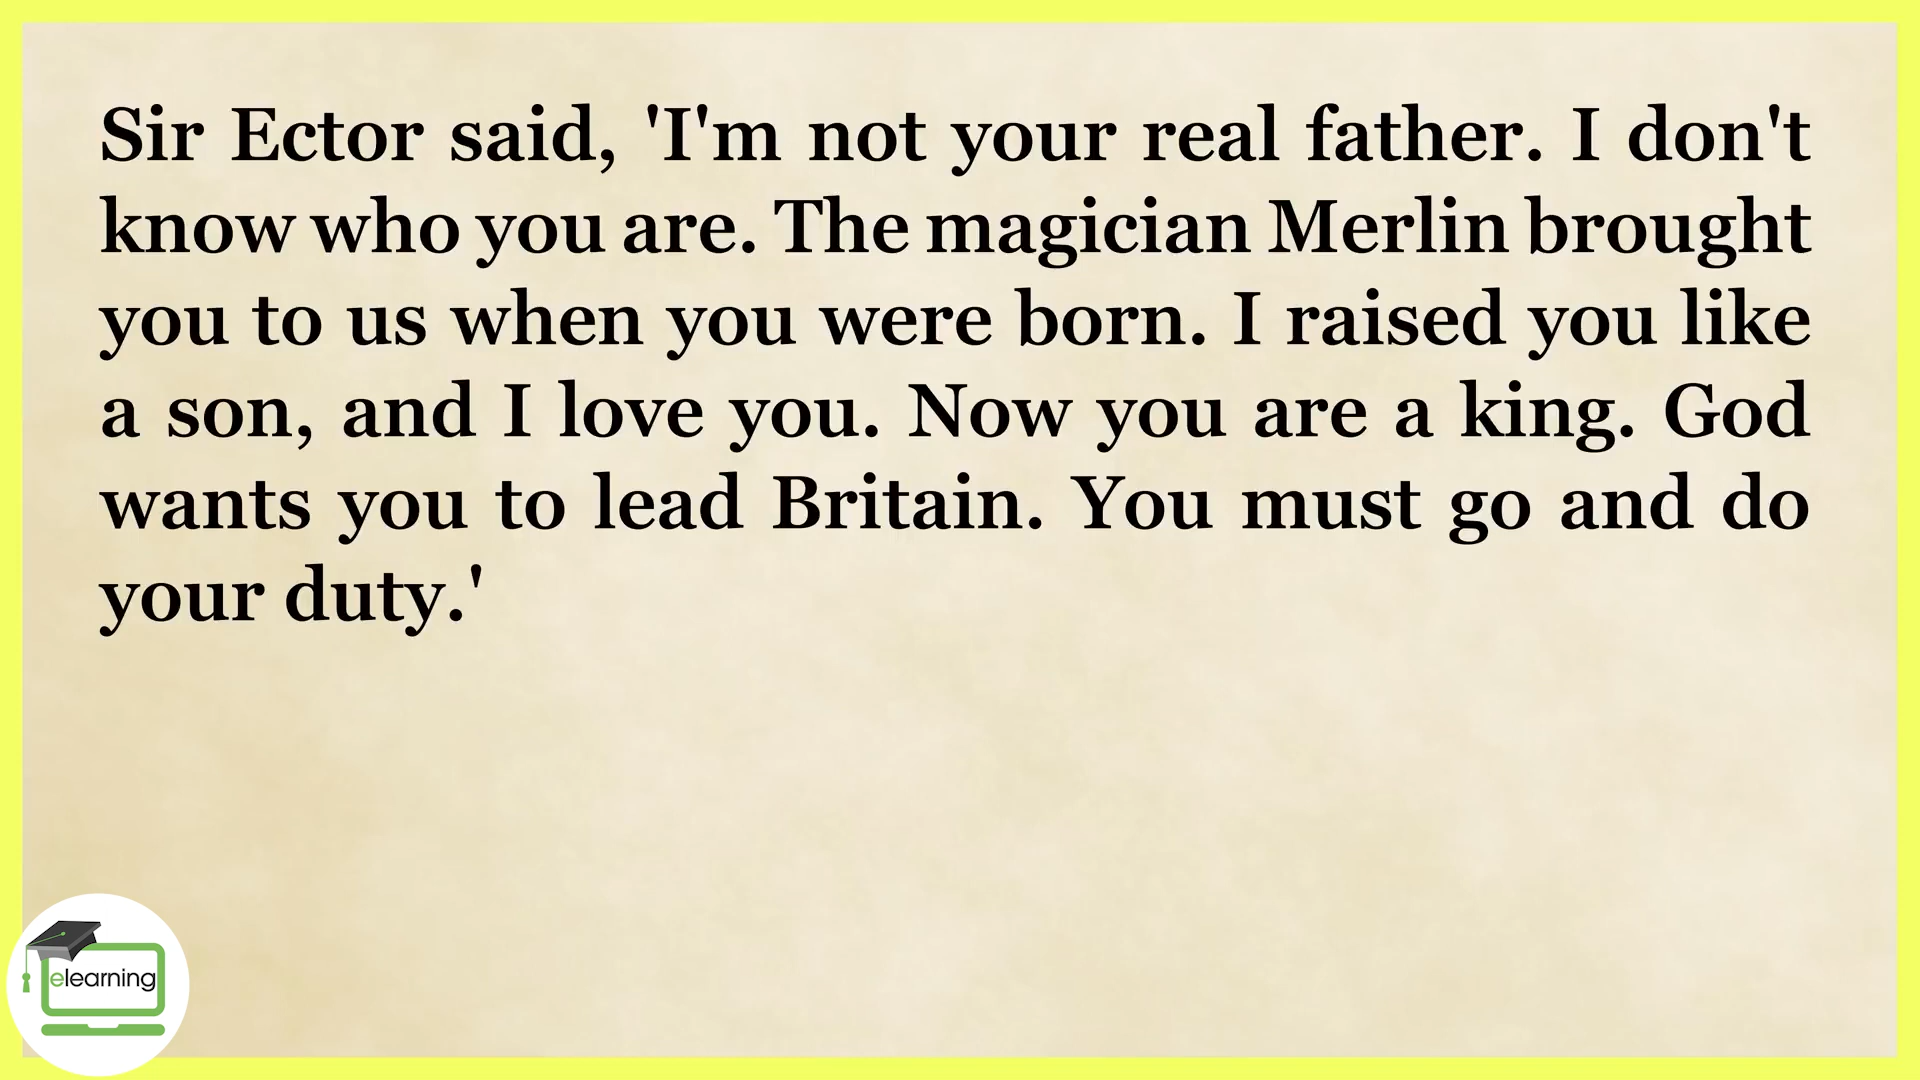 Sir Ector said, 'I'm not your real father. I don't
know who you are. The magician Merlin brought
you to us when you were born. I raised you like
a son, and I love you. Now you are a king. God
wants you to lead Britain. You must go and do
your duty.'
elearning